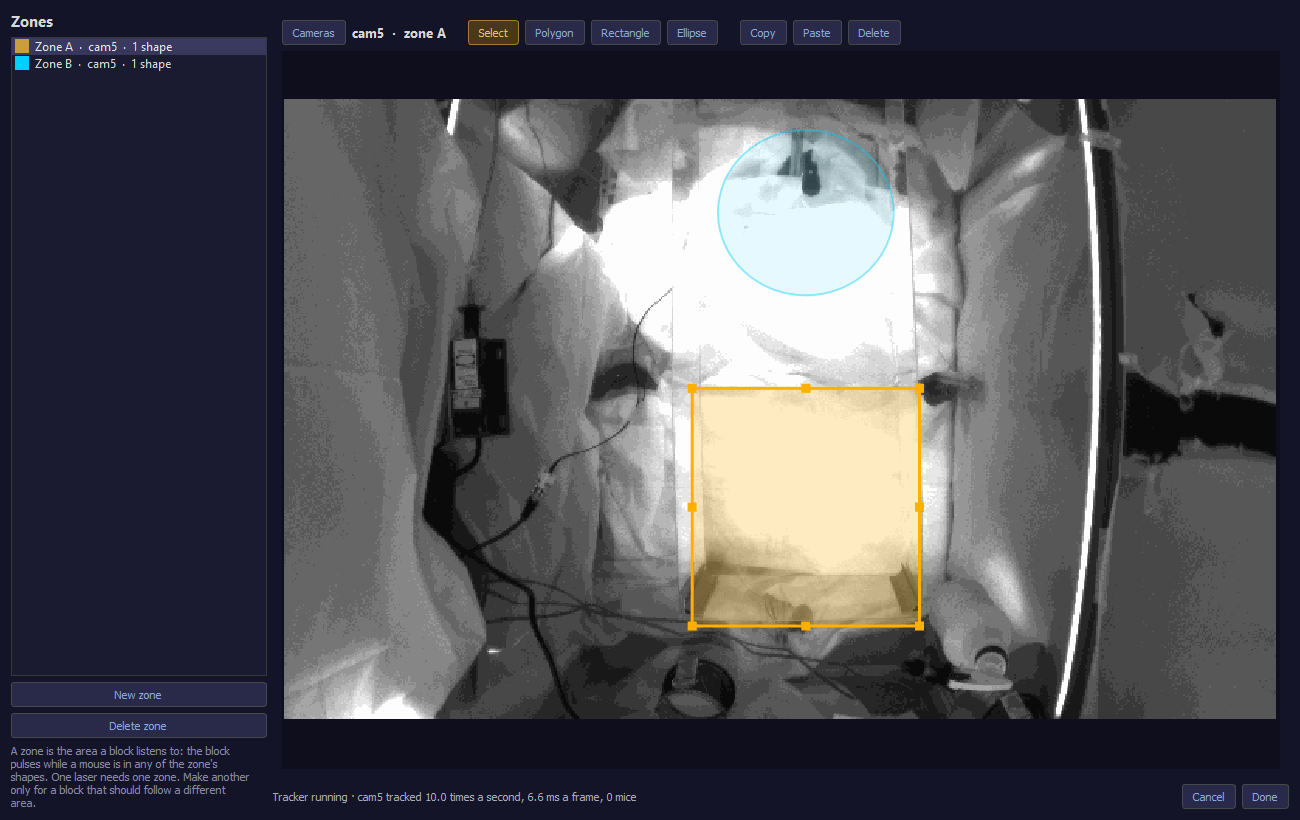 Zones
Zone A · cam5 · 1 shape
Zone B · cam5 · 1 shape
Cameras
cam5 · zone A
Select
Polygon
Rectangle
Ellipse
Copy
Paste
Delete
New zone
Delete zone
A zone is the area a block listens to: the block
pulses while a mouse is in any of the zone's
shapes. One laser needs one zone. Make another
only for a block that should follow a different
area.
Tracker running · cam5 tracked 10.0 times a second, 6.6 ms a frame, 0 mice
Cancel
Done